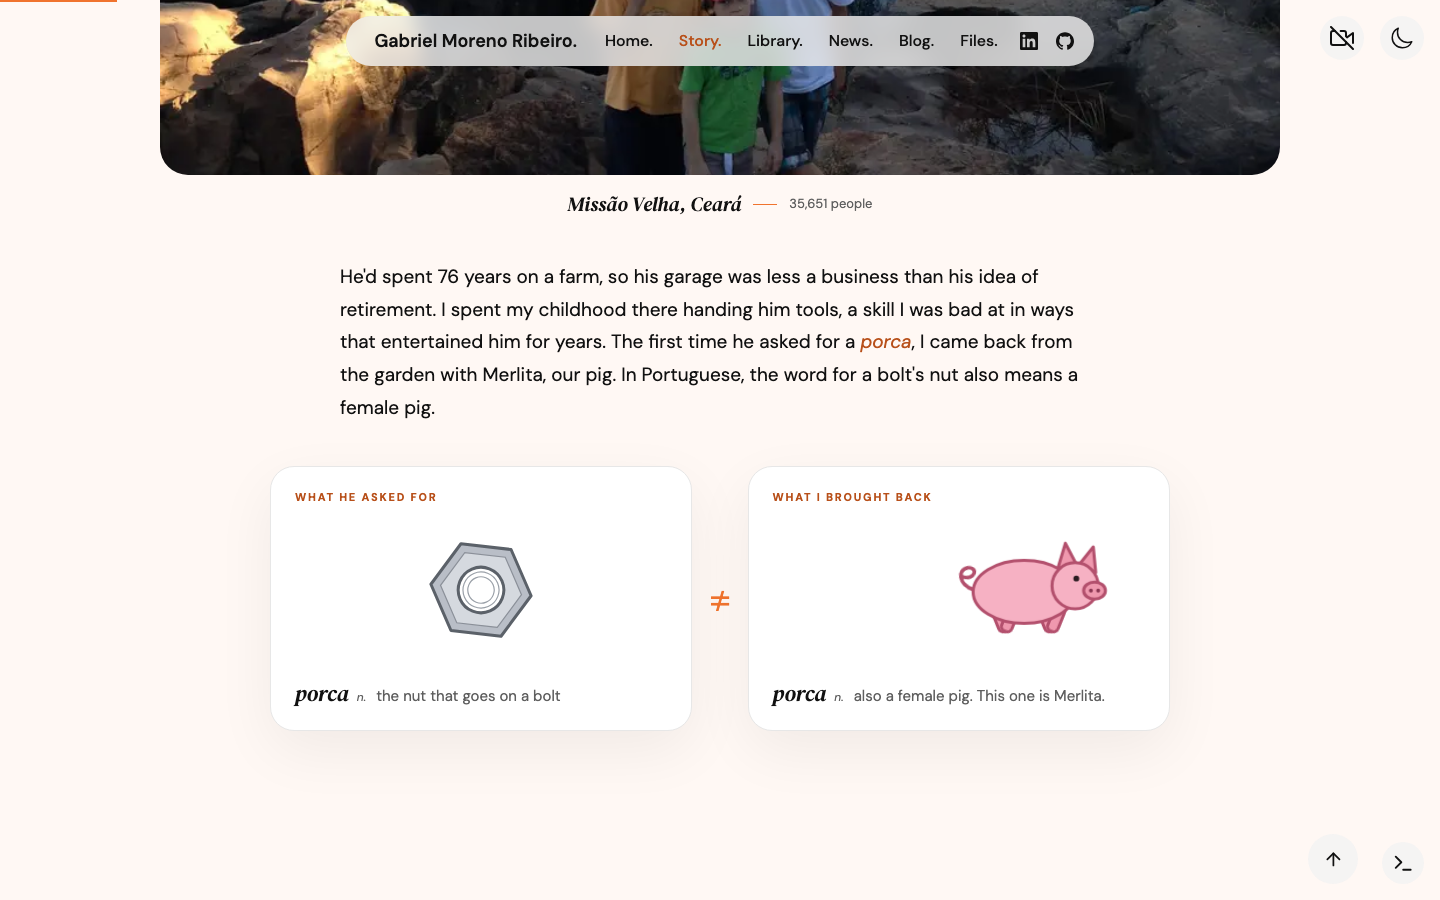 Gabriel Moreno Ribeiro. Home. Story. Library. News. Blog. Files.
Missão Velha, Ceará — 35,651 people
He'd spent 76 years on a farm, so his garage was less a business than his idea of
retirement. I spent my childhood there handing him tools, a skill I was bad at in ways
that entertained him for years. The first time he asked for a porca, I came back from
the garden with Merlita, our pig. In Portuguese, the word for a bolt's nut also means a
female pig.
WHAT HE ASKED FOR
porca n. the nut that goes on a bolt
≠
WHAT I BROUGHT BACK
porca n. also a female pig. This one is Merlita.